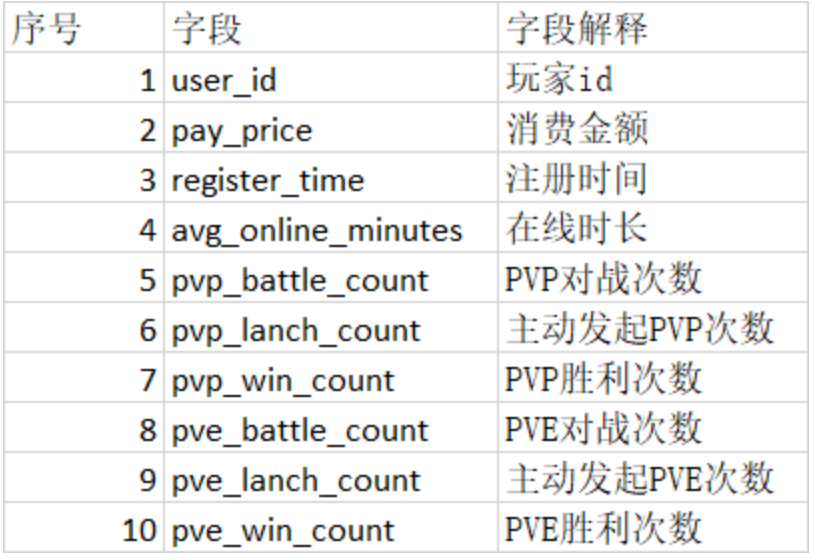 序号 字段 字段解释
1 user_id 玩家id
2 pay_price 消费金额
3 register_time 注册时间
4 avg_online_minutes 在线时长
5 pvp_battle_count PVP对战次数
6 pvp_lanch_count 主动发起PVP次数
7 pvp_win_count PVP胜利次数
8 pve_battle_count PVE对战次数
9 pve_lanch_count 主动发起PVE次数
10 pve_win_count PVE胜利次数